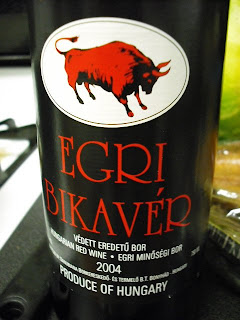 EGRI
BIKAVÉR
VÉDETT EREDETŰ BOR
HUNGARIAN RED WINE • EGRI MINŐSÉGI BOR
2004
PRODUCE OF HUNGARY